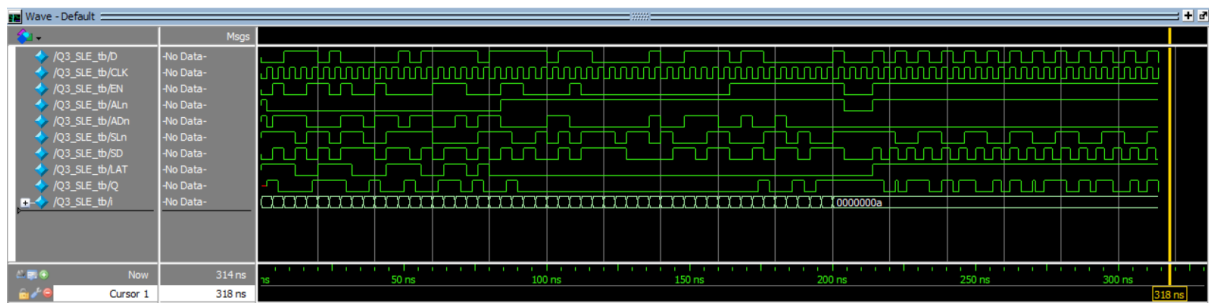 Wave - Default
Msgs
/Q3_SLE_tb/D -No Data-
/Q3_SLE_tb/CLK -No Data-
/Q3_SLE_tb/EN -No Data-
/Q3_SLE_tb/ALn -No Data-
/Q3_SLE_tb/ADn -No Data-
/Q3_SLE_tb/SLn -No Data-
/Q3_SLE_tb/SD -No Data-
/Q3_SLE_tb/LAT -No Data-
/Q3_SLE_tb/Q -No Data-
/Q3_SLE_tb/i -No Data- 0000000a
Now 314 ns ns 50 ns 100 ns 150 ns 200 ns 250 ns 300 ns
Cursor 1 318 ns 318 ns